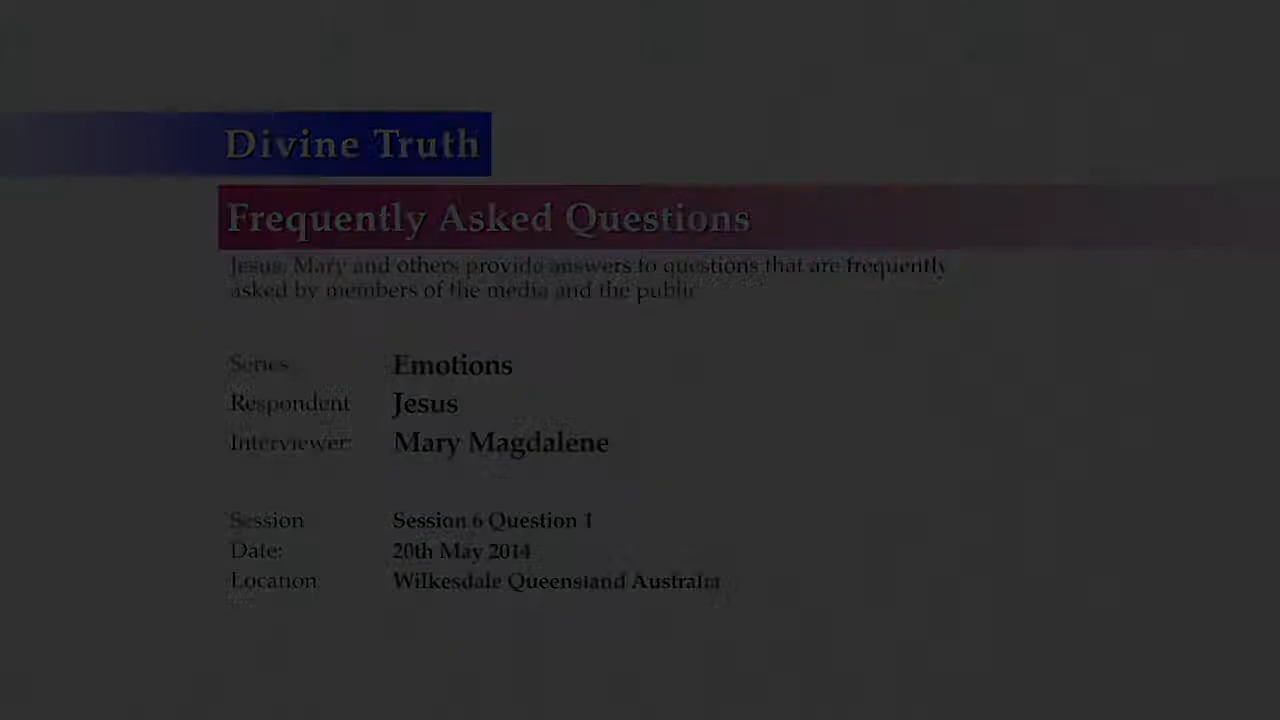 Divine Truth
Frequently Asked Questions
Jesus, Mary and others provide answers to questions that are frequently
asked by members of the media and the public
Series: Emotions
Respondent Jesus
Interviewer: Mary Magdalene
Session Session 6 Question 1
Date: 20th May 2014
Location Wilkesdale Queensland Australia